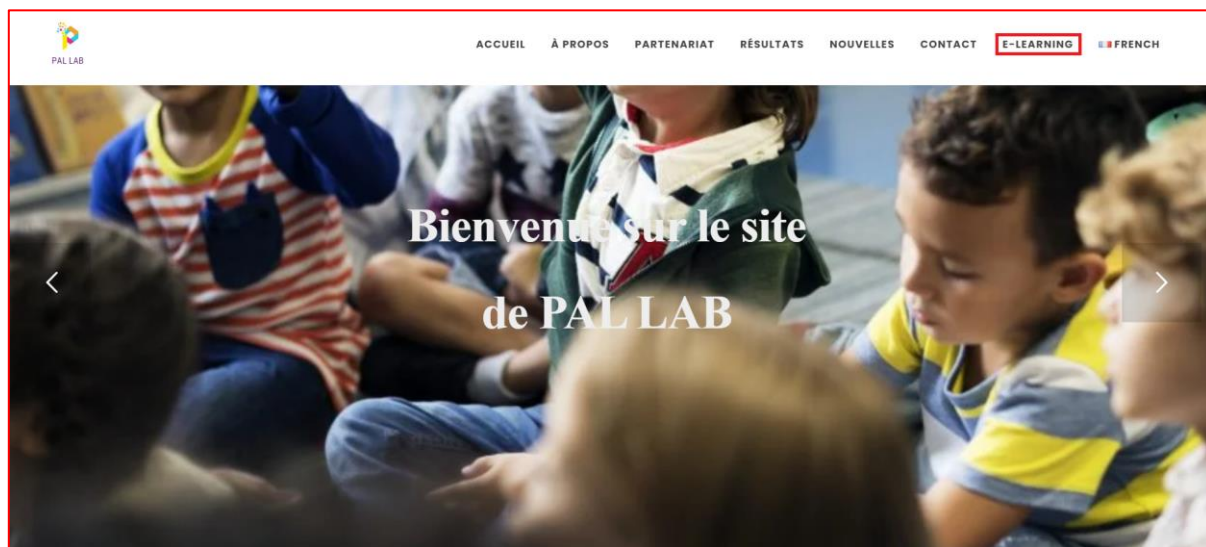 PAL LAB
ACCUEIL À PROPOS PARTENARIAT RÉSULTATS NOUVELLES CONTACT E-LEARNING FRENCH
Bienvenue sur le site
de PAL LAB